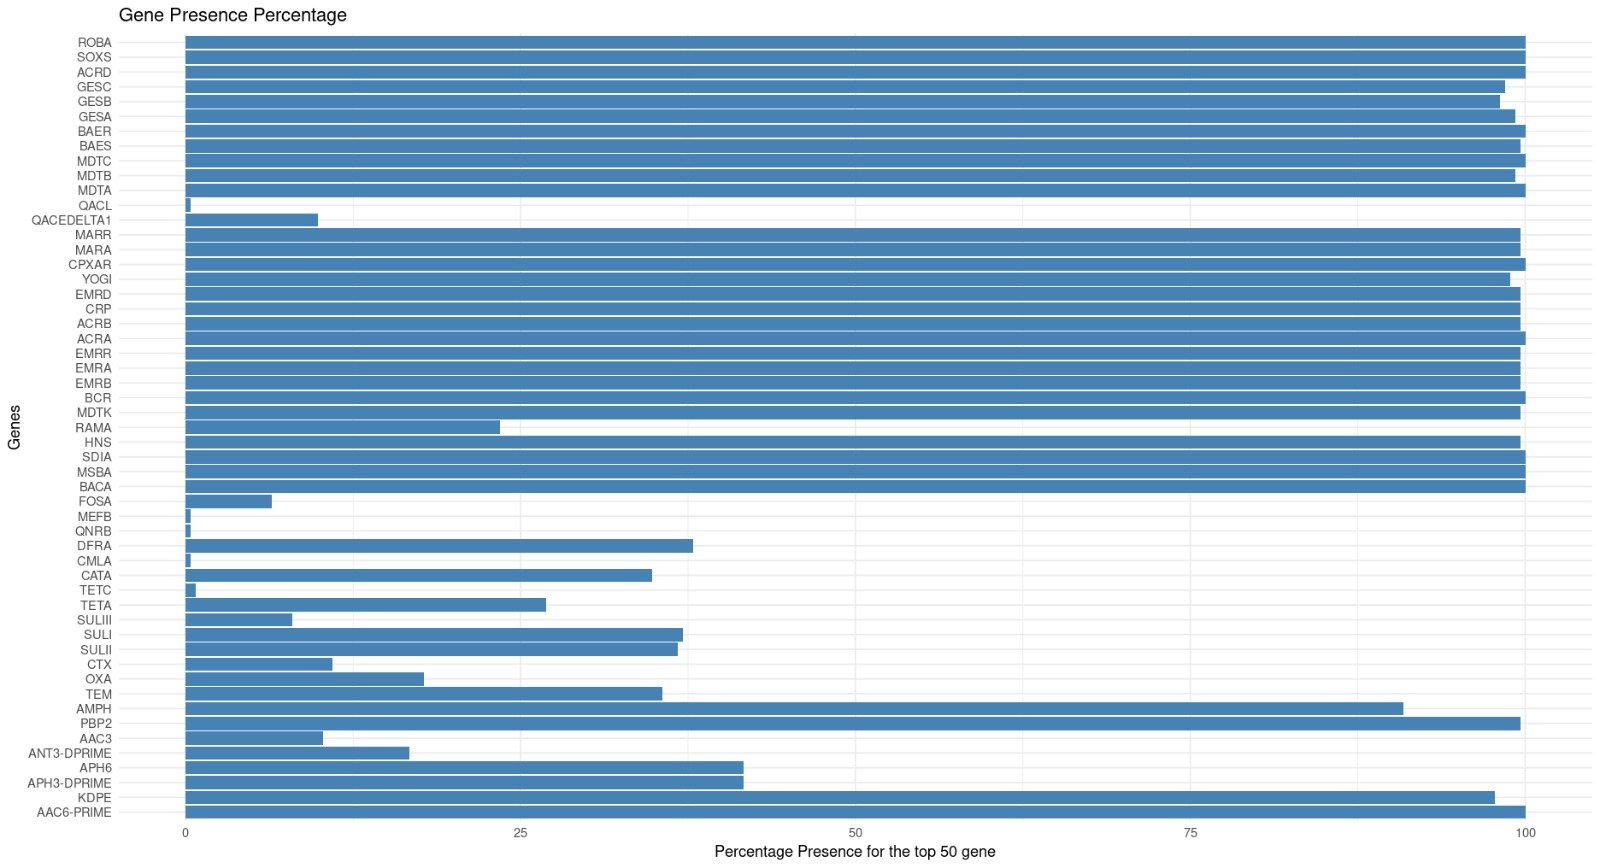 Gene Presence Percentage
ROBA
SOXS
ACRD
GESC
GESB
GESA
BAER
BAES
MDTC
MDTB
MDTA
QACL
QACEDELTA1
MARR
MARA
CPXAR
YOGI
EMRD
CRP
ACRB
ACRA
EMRR
EMRA
EMRB
BCR
MDTK
RAMA
HNS
SDIA
MSBA
BACA
FOSA
MEFB
QNRB
DFRA
CMLA
CATA
TETC
TETA
SULIII
SULI
SULII
CTX
OXA
TEM
AMPH
PBP2
AAC3
ANT3-DPRIME
APH6
APH3-DPRIME
KDPE
AAC6-PRIME
Genes
0 25 50 75 100
Percentage Presence for the top 50 gene